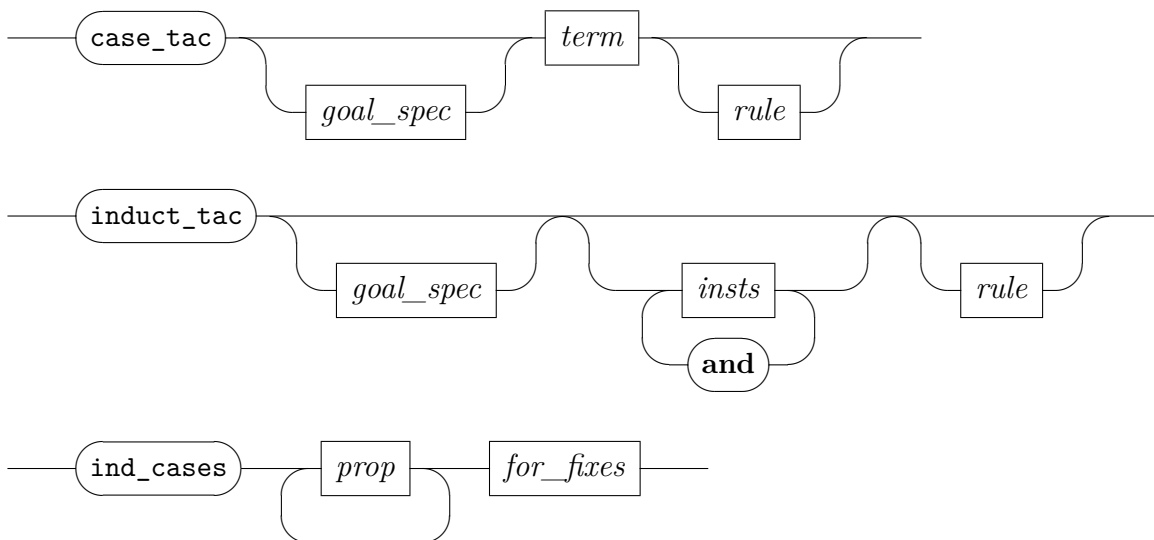 case_tac term
goal_spec rule
induct_tac
goal_spec insts rule
and
ind_cases prop for_fixes